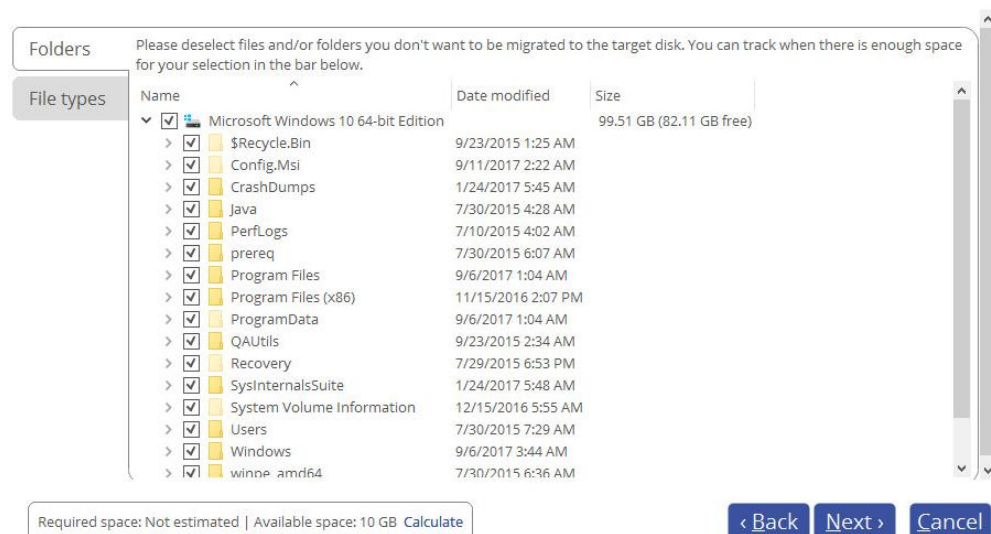 Folders
Please deselect files and/or folders you don't want to be migrated to the target disk. You can track when there is enough space
for your selection in the bar below.
File types
Name Date modified Size
Microsoft Windows 10 64-bit Edition 99.51 GB (82.11 GB free)
$Recycle.Bin 9/23/2015 1:25 AM
Config.Msi 9/11/2017 2:22 AM
CrashDumps 1/24/2017 5:45 AM
Java 7/30/2015 4:28 AM
PerfLogs 7/10/2015 4:02 AM
prereq 7/30/2015 6:07 AM
Program Files 9/6/2017 1:04 AM
Program Files (x86) 11/15/2016 2:07 PM
ProgramData 9/6/2017 1:04 AM
QAUtils 9/23/2015 2:34 AM
Recovery 7/29/2015 6:53 PM
SysInternalsSuite 1/24/2017 5:48 AM
System Volume Information 12/15/2016 5:55 AM
Users 7/30/2015 7:29 AM
Windows 9/6/2017 3:44 AM
winpe_amd64 7/30/2015 6:36 AM
Required space: Not estimated | Available space: 10 GB Calculate
‹ Back Next › Cancel